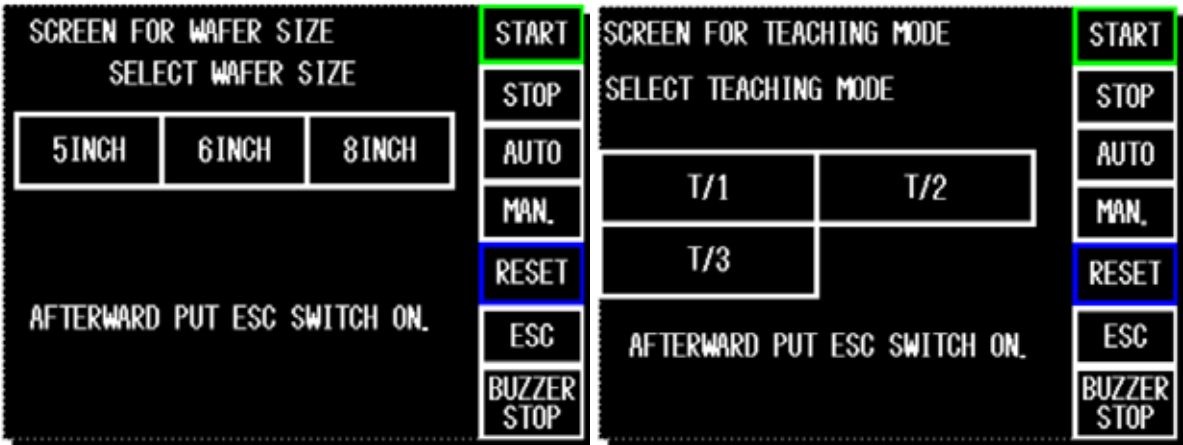 SCREEN FOR WAFER SIZE
SELECT WAFER SIZE
5INCH 6INCH 8INCH
AFTERWARD PUT ESC SWITCH ON.
START
STOP
AUTO
MAN.
RESET
ESC
BUZZER
STOP
SCREEN FOR TEACHING MODE
SELECT TEACHING MODE
T/1 T/2
T/3
AFTERWARD PUT ESC SWITCH ON.
START
STOP
AUTO
MAN.
RESET
ESC
BUZZER
STOP